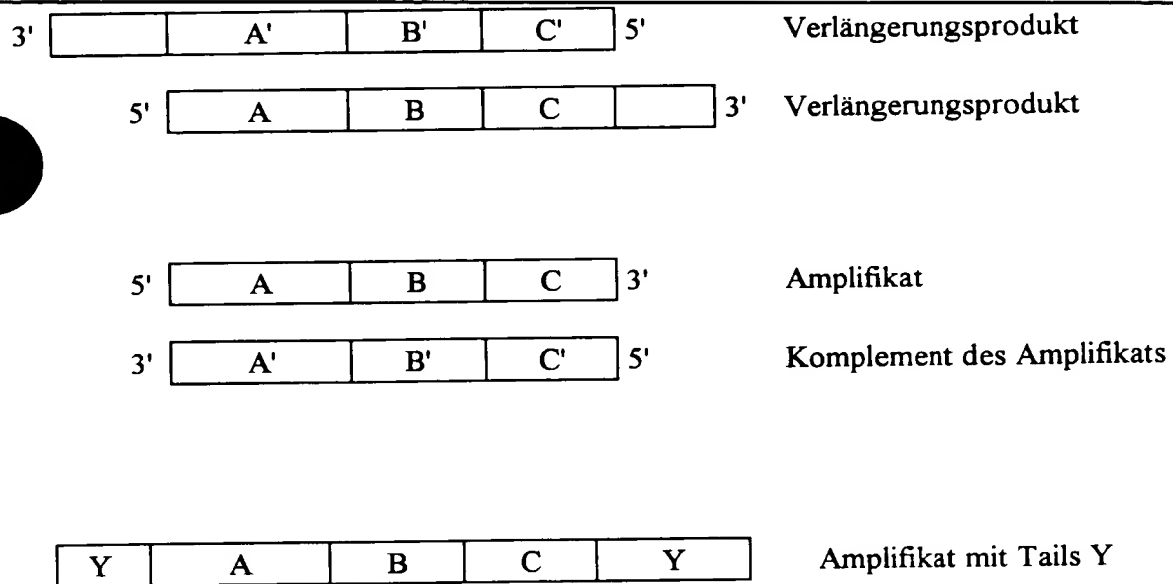 3' A' B' C' 5' Verlängerungsprodukt
5' A B C 3' Verlängerungsprodukt
5' A B C 3' Amplifikat
3' A' B' C' 5' Komplement des Amplifikats
Y A B C Y Amplifikat mit Tails Y